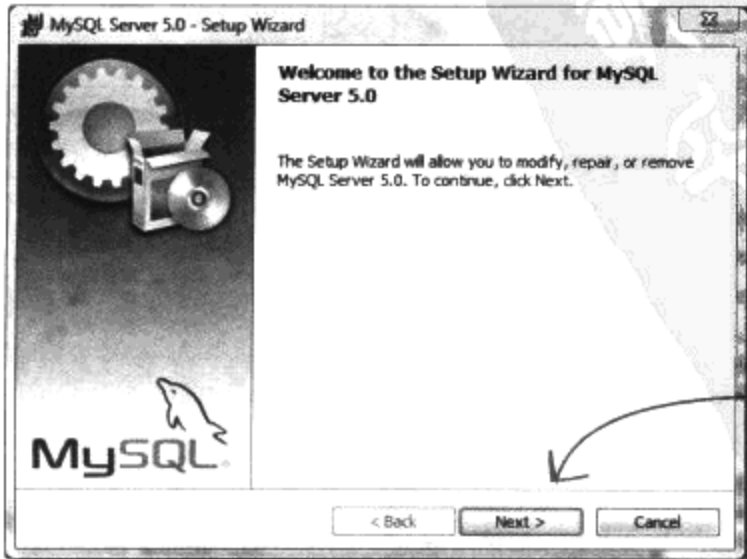 MySQL Server 5.0 - Setup Wizard
Welcome to the Setup Wizard for MySQL
Server 5.0
The Setup Wizard will allow you to modify, repair, or remove
MySQL Server 5.0. To continue, click Next.
MySQL
< Back
Next >
Cancel